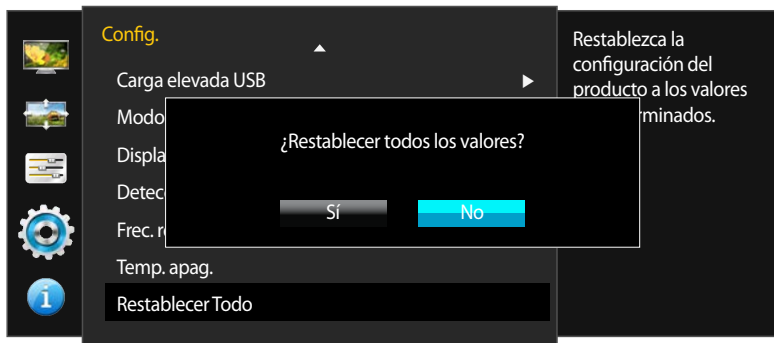 Config.
Carga elevada USB
Modo
Displa
Detec
Frec. r
Temp. apag.
Restablecer Todo
¿Restablecer todos los valores?
Sí
No
Restablezca la
configuración del
producto a los valores
rminados.